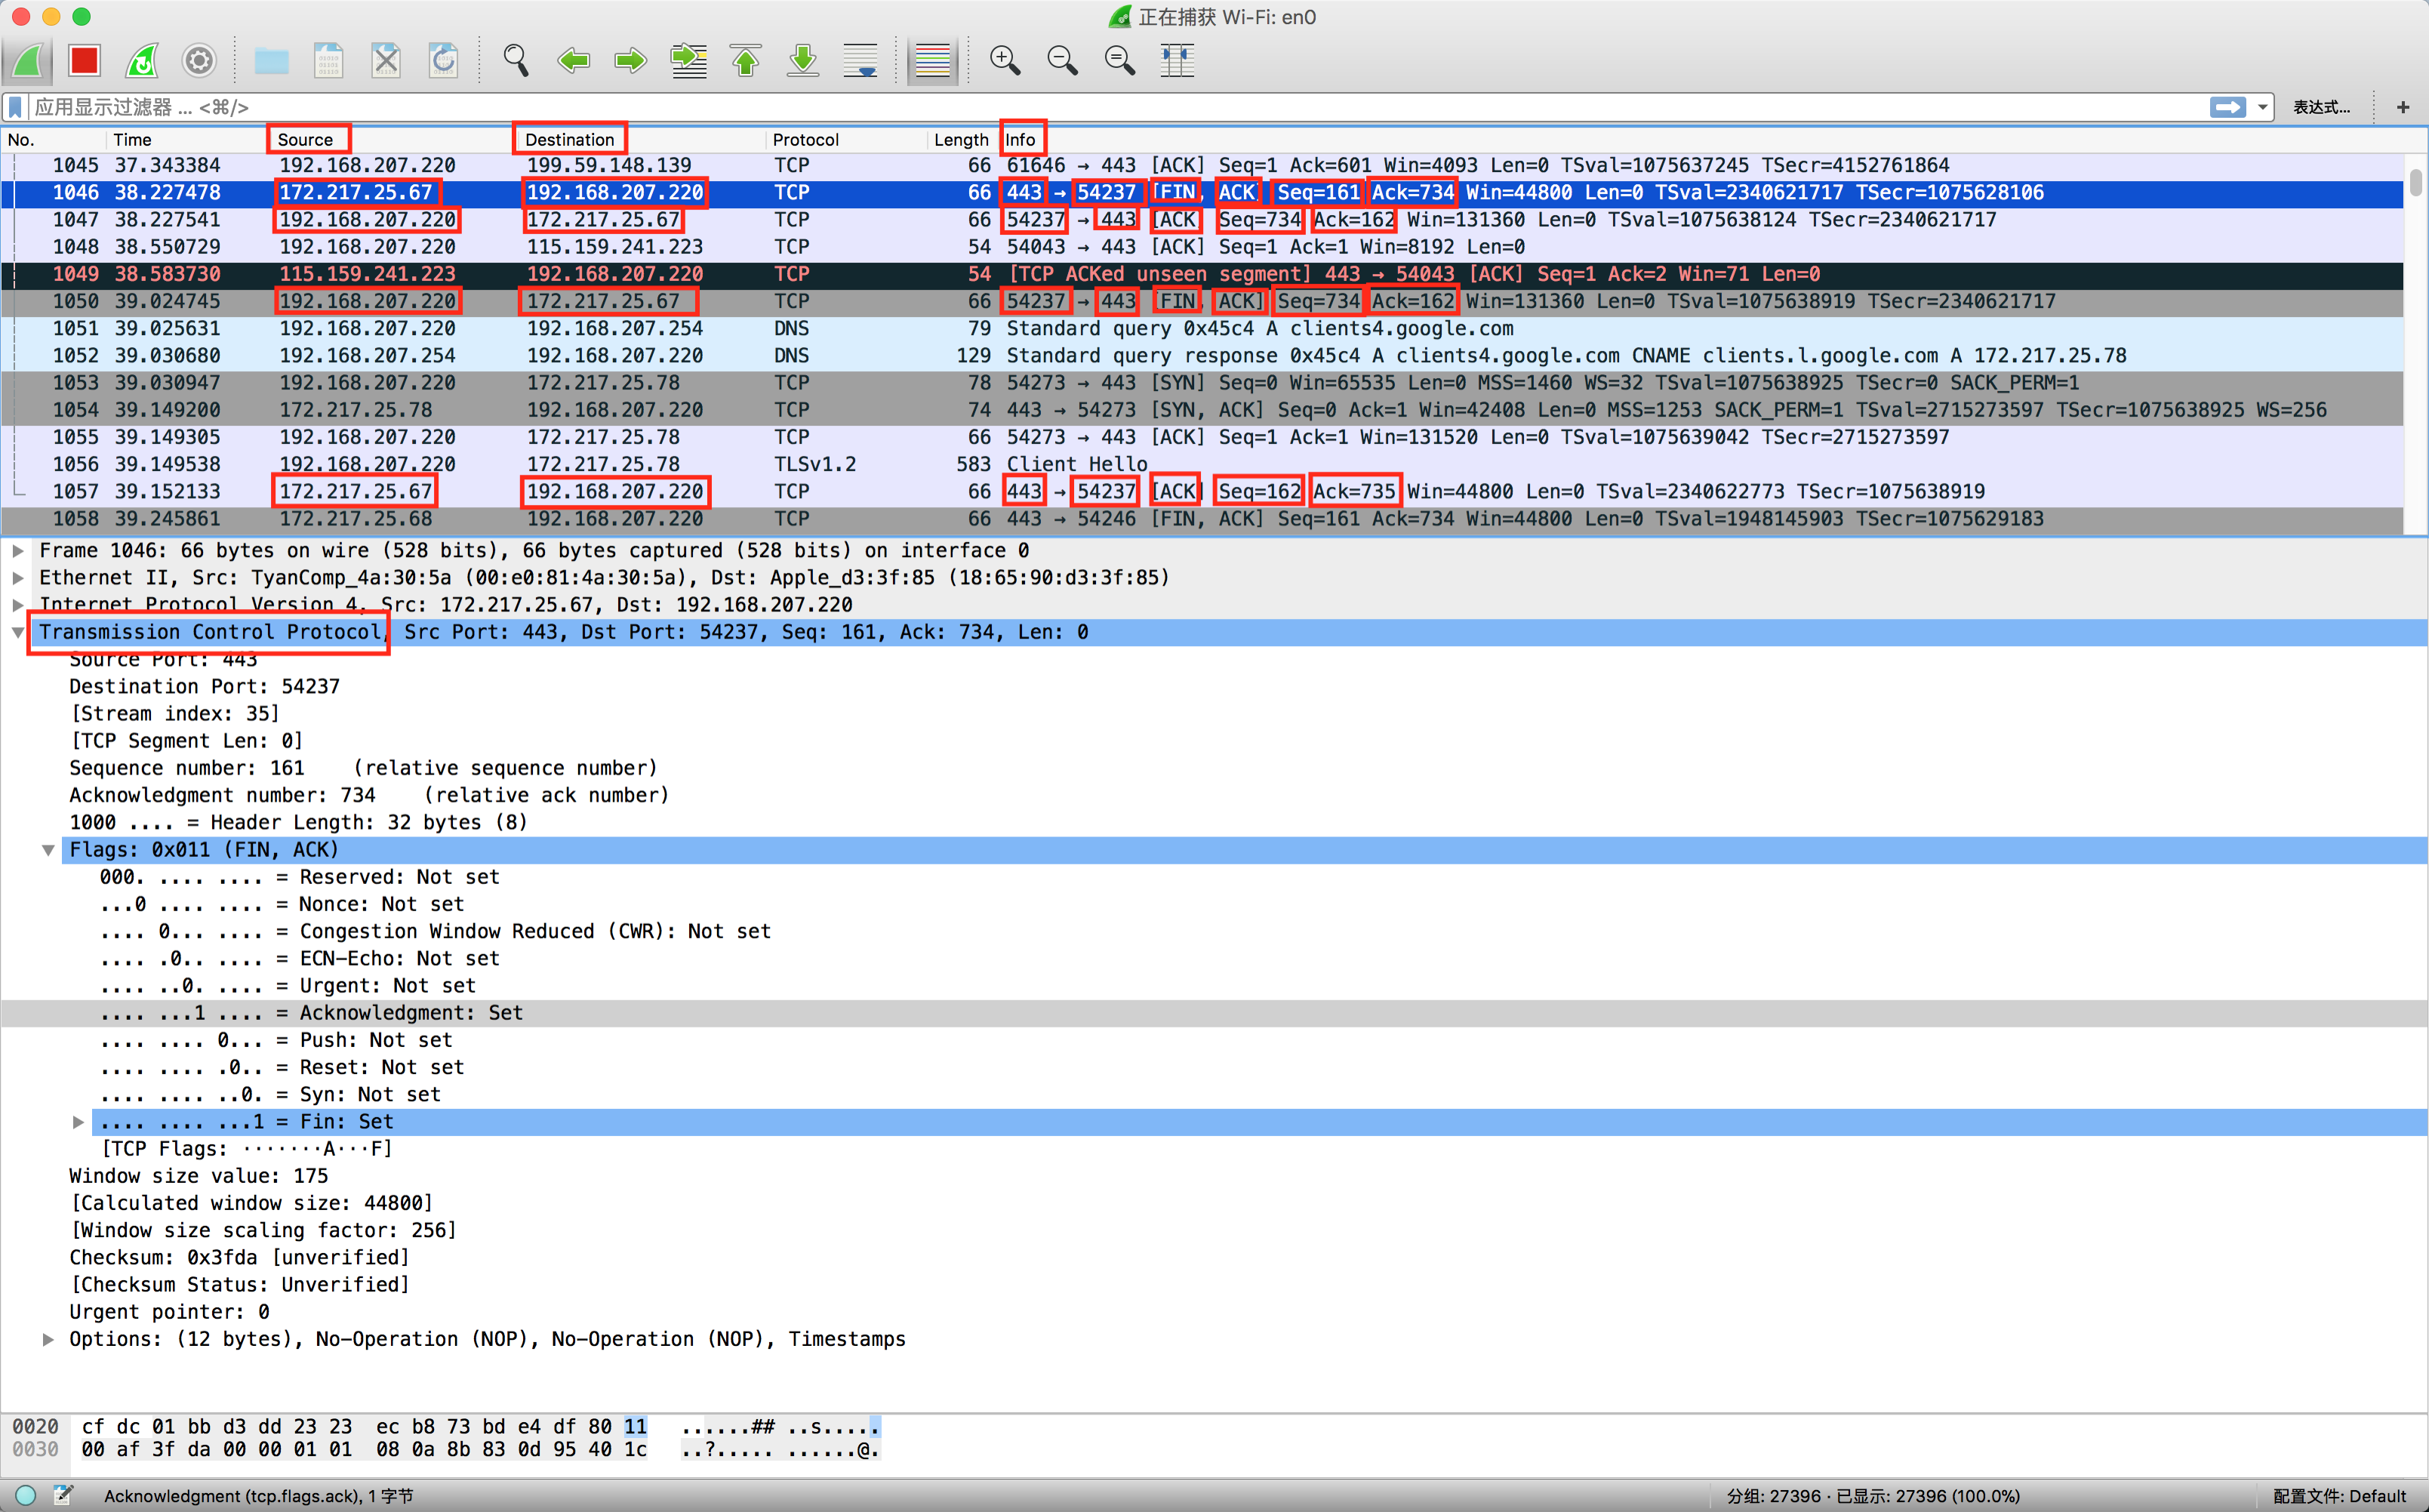 正在捕获 Wi-Fi: en0
应用显示过滤器 ... <⌘/>
表达式... +
No. Time Source Destination Protocol Length Info
1045 37.343384 192.168.207.220 199.59.148.139 TCP 66 61646 → 443 [ACK] Seq=1 Ack=601 Win=4093 Len=0 TSval=1075637245 TSecr=4152761864
1046 38.227478 172.217.25.67 192.168.207.220 TCP 66 443 → 54237 [FIN, ACK] Seq=161 Ack=734 Win=44800 Len=0 TSval=2340621717 TSecr=1075628106
1047 38.227541 192.168.207.220 172.217.25.67 TCP 66 54237 → 443 [ACK] Seq=734 Ack=162 Win=131360 Len=0 TSval=1075638124 TSecr=2340621717
1048 38.550729 192.168.207.220 115.159.241.223 TCP 54 54043 → 443 [ACK] Seq=1 Ack=1 Win=8192 Len=0
1049 38.583730 115.159.241.223 192.168.207.220 TCP 54 [TCP ACKed unseen segment] 443 → 54043 [ACK] Seq=1 Ack=2 Win=71 Len=0
1050 39.024745 192.168.207.220 172.217.25.67 TCP 66 54237 → 443 [FIN, ACK] Seq=734 Ack=162 Win=131360 Len=0 TSval=1075638919 TSecr=2340621717
1051 39.025631 192.168.207.220 192.168.207.254 DNS 79 Standard query 0x45c4 A clients4.google.com
1052 39.030680 192.168.207.254 192.168.207.220 DNS 129 Standard query response 0x45c4 A clients4.google.com CNAME clients.l.google.com A 172.217.25.78
1053 39.030947 192.168.207.220 172.217.25.78 TCP 78 54273 → 443 [SYN] Seq=0 Win=65535 Len=0 MSS=1460 WS=32 TSval=1075638925 TSecr=0 SACK_PERM=1
1054 39.149200 172.217.25.78 192.168.207.220 TCP 74 443 → 54273 [SYN, ACK] Seq=0 Ack=1 Win=42408 Len=0 MSS=1253 SACK_PERM=1 TSval=2715273597 TSecr=1075638925 WS=256
1055 39.149305 192.168.207.220 172.217.25.78 TCP 66 54273 → 443 [ACK] Seq=1 Ack=1 Win=131520 Len=0 TSval=1075639042 TSecr=2715273597
1056 39.149538 192.168.207.220 172.217.25.78 TLSv1.2 583 Client Hello
1057 39.152133 172.217.25.67 192.168.207.220 TCP 66 443 → 54237 [ACK] Seq=162 Ack=735 Win=44800 Len=0 TSval=2340622773 TSecr=1075638919
1058 39.245861 172.217.25.68 192.168.207.220 TCP 66 443 → 54246 [FIN, ACK] Seq=161 Ack=734 Win=44800 Len=0 TSval=1948145903 TSecr=1075629183
Frame 1046: 66 bytes on wire (528 bits), 66 bytes captured (528 bits) on interface 0
Ethernet II, Src: TyanComp_4a:30:5a (00:e0:81:4a:30:5a), Dst: Apple_d3:3f:85 (18:65:90:d3:3f:85)
Internet Protocol Version 4, Src: 172.217.25.67, Dst: 192.168.207.220
Transmission Control Protocol, Src Port: 443, Dst Port: 54237, Seq: 161, Ack: 734, Len: 0
Source Port: 443
Destination Port: 54237
[Stream index: 35]
[TCP Segment Len: 0]
Sequence number: 161 (relative sequence number)
Acknowledgment number: 734 (relative ack number)
1000 .... = Header Length: 32 bytes (8)
Flags: 0x011 (FIN, ACK)
000. .... .... = Reserved: Not set
...0 .... .... = Nonce: Not set
.... 0... .... = Congestion Window Reduced (CWR): Not set
.... .0.. .... = ECN-Echo: Not set
.... ..0. .... = Urgent: Not set
.... ...1 .... = Acknowledgment: Set
.... .... 0... = Push: Not set
.... .... .0.. = Reset: Not set
.... .... ..0. = Syn: Not set
.... .... ...1 = Fin: Set
[TCP Flags: ·······A···F]
Window size value: 175
[Calculated window size: 44800]
[Window size scaling factor: 256]
Checksum: 0x3fda [unverified]
[Checksum Status: Unverified]
Urgent pointer: 0
Options: (12 bytes), No-Operation (NOP), No-Operation (NOP), Timestamps
0020 cf dc 01 bb d3 dd 23 23 ec b8 73 bd e4 df 80 11 ......## ..s.....
0030 00 af 3f da 00 00 01 01 08 0a 8b 83 0d 95 40 1c ..?..... ......@.
Acknowledgment (tcp.flags.ack), 1 字节
分组: 27396 · 已显示: 27396 (100.0%)
配置文件: Default